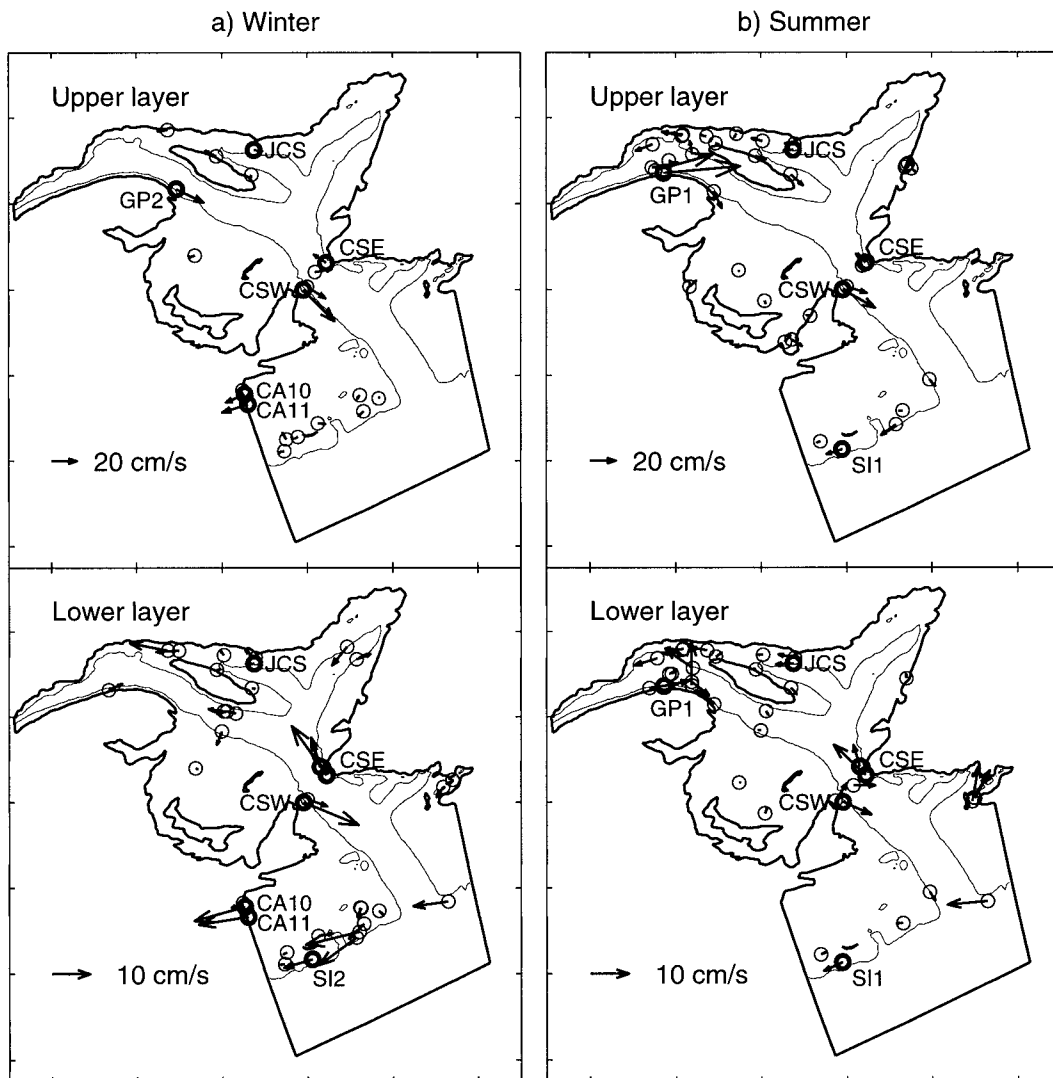 a) Winter
b) Summer
Upper layer
JCS
GP2
CSE
CSW
CA10
CA11
20 cm/s
Upper layer
JCS
GP1
CSE
CSW
SI1
20 cm/s
Lower layer
JCS
CSE
CSW
CA10
CA11
SI2
10 cm/s
Lower layer
JCS
GP1
CSE
CSW
SI1
10 cm/s